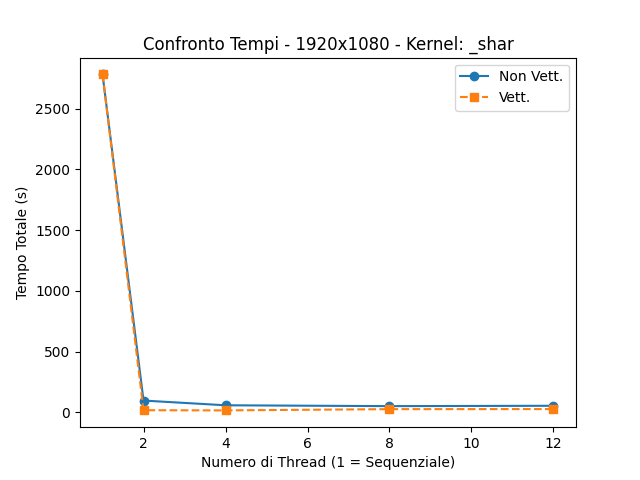 Confronto Tempi - 1920x1080 - Kernel: _shar
Non Vett.
Vett.
Tempo Totale (s)
2500
2000
1500
1000
500
0
2 4 6 8 10 12
Numero di Thread (1 = Sequenziale)